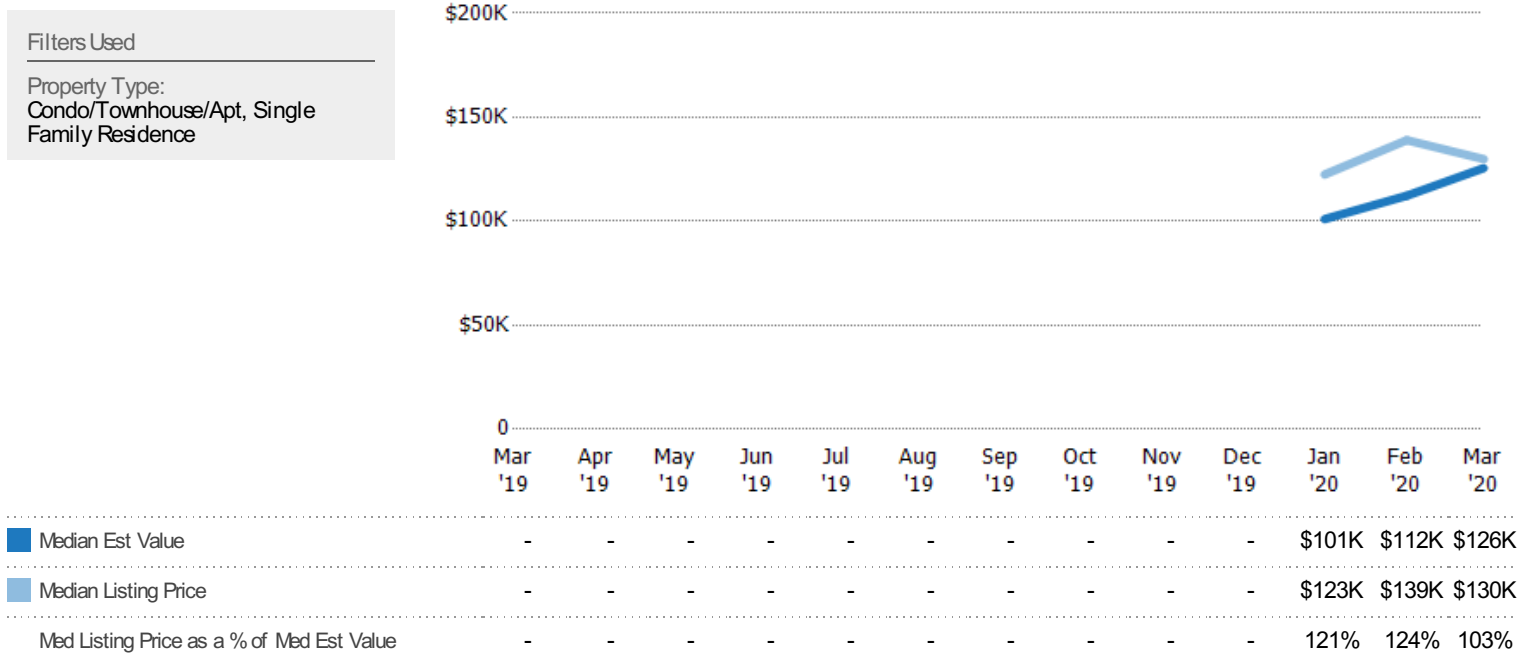 Filters Used
Property Type:
Condo/Townhouse/Apt, Single
Family Residence
$200K
$150K
$100K
$50K
0
Mar Apr May Jun Jul Aug Sep Oct Nov Dec Jan Feb Mar
'19 '19 '19 '19 '19 '19 '19 '19 '19 '19 '20 '20 '20
Median Est Value - - - - - - - - - - $101K $112K $126K
Median Listing Price - - - - - - - - - - $123K $139K $130K
Med Listing Price as a % of Med Est Value - - - - - - - - - - 121% 124% 103%